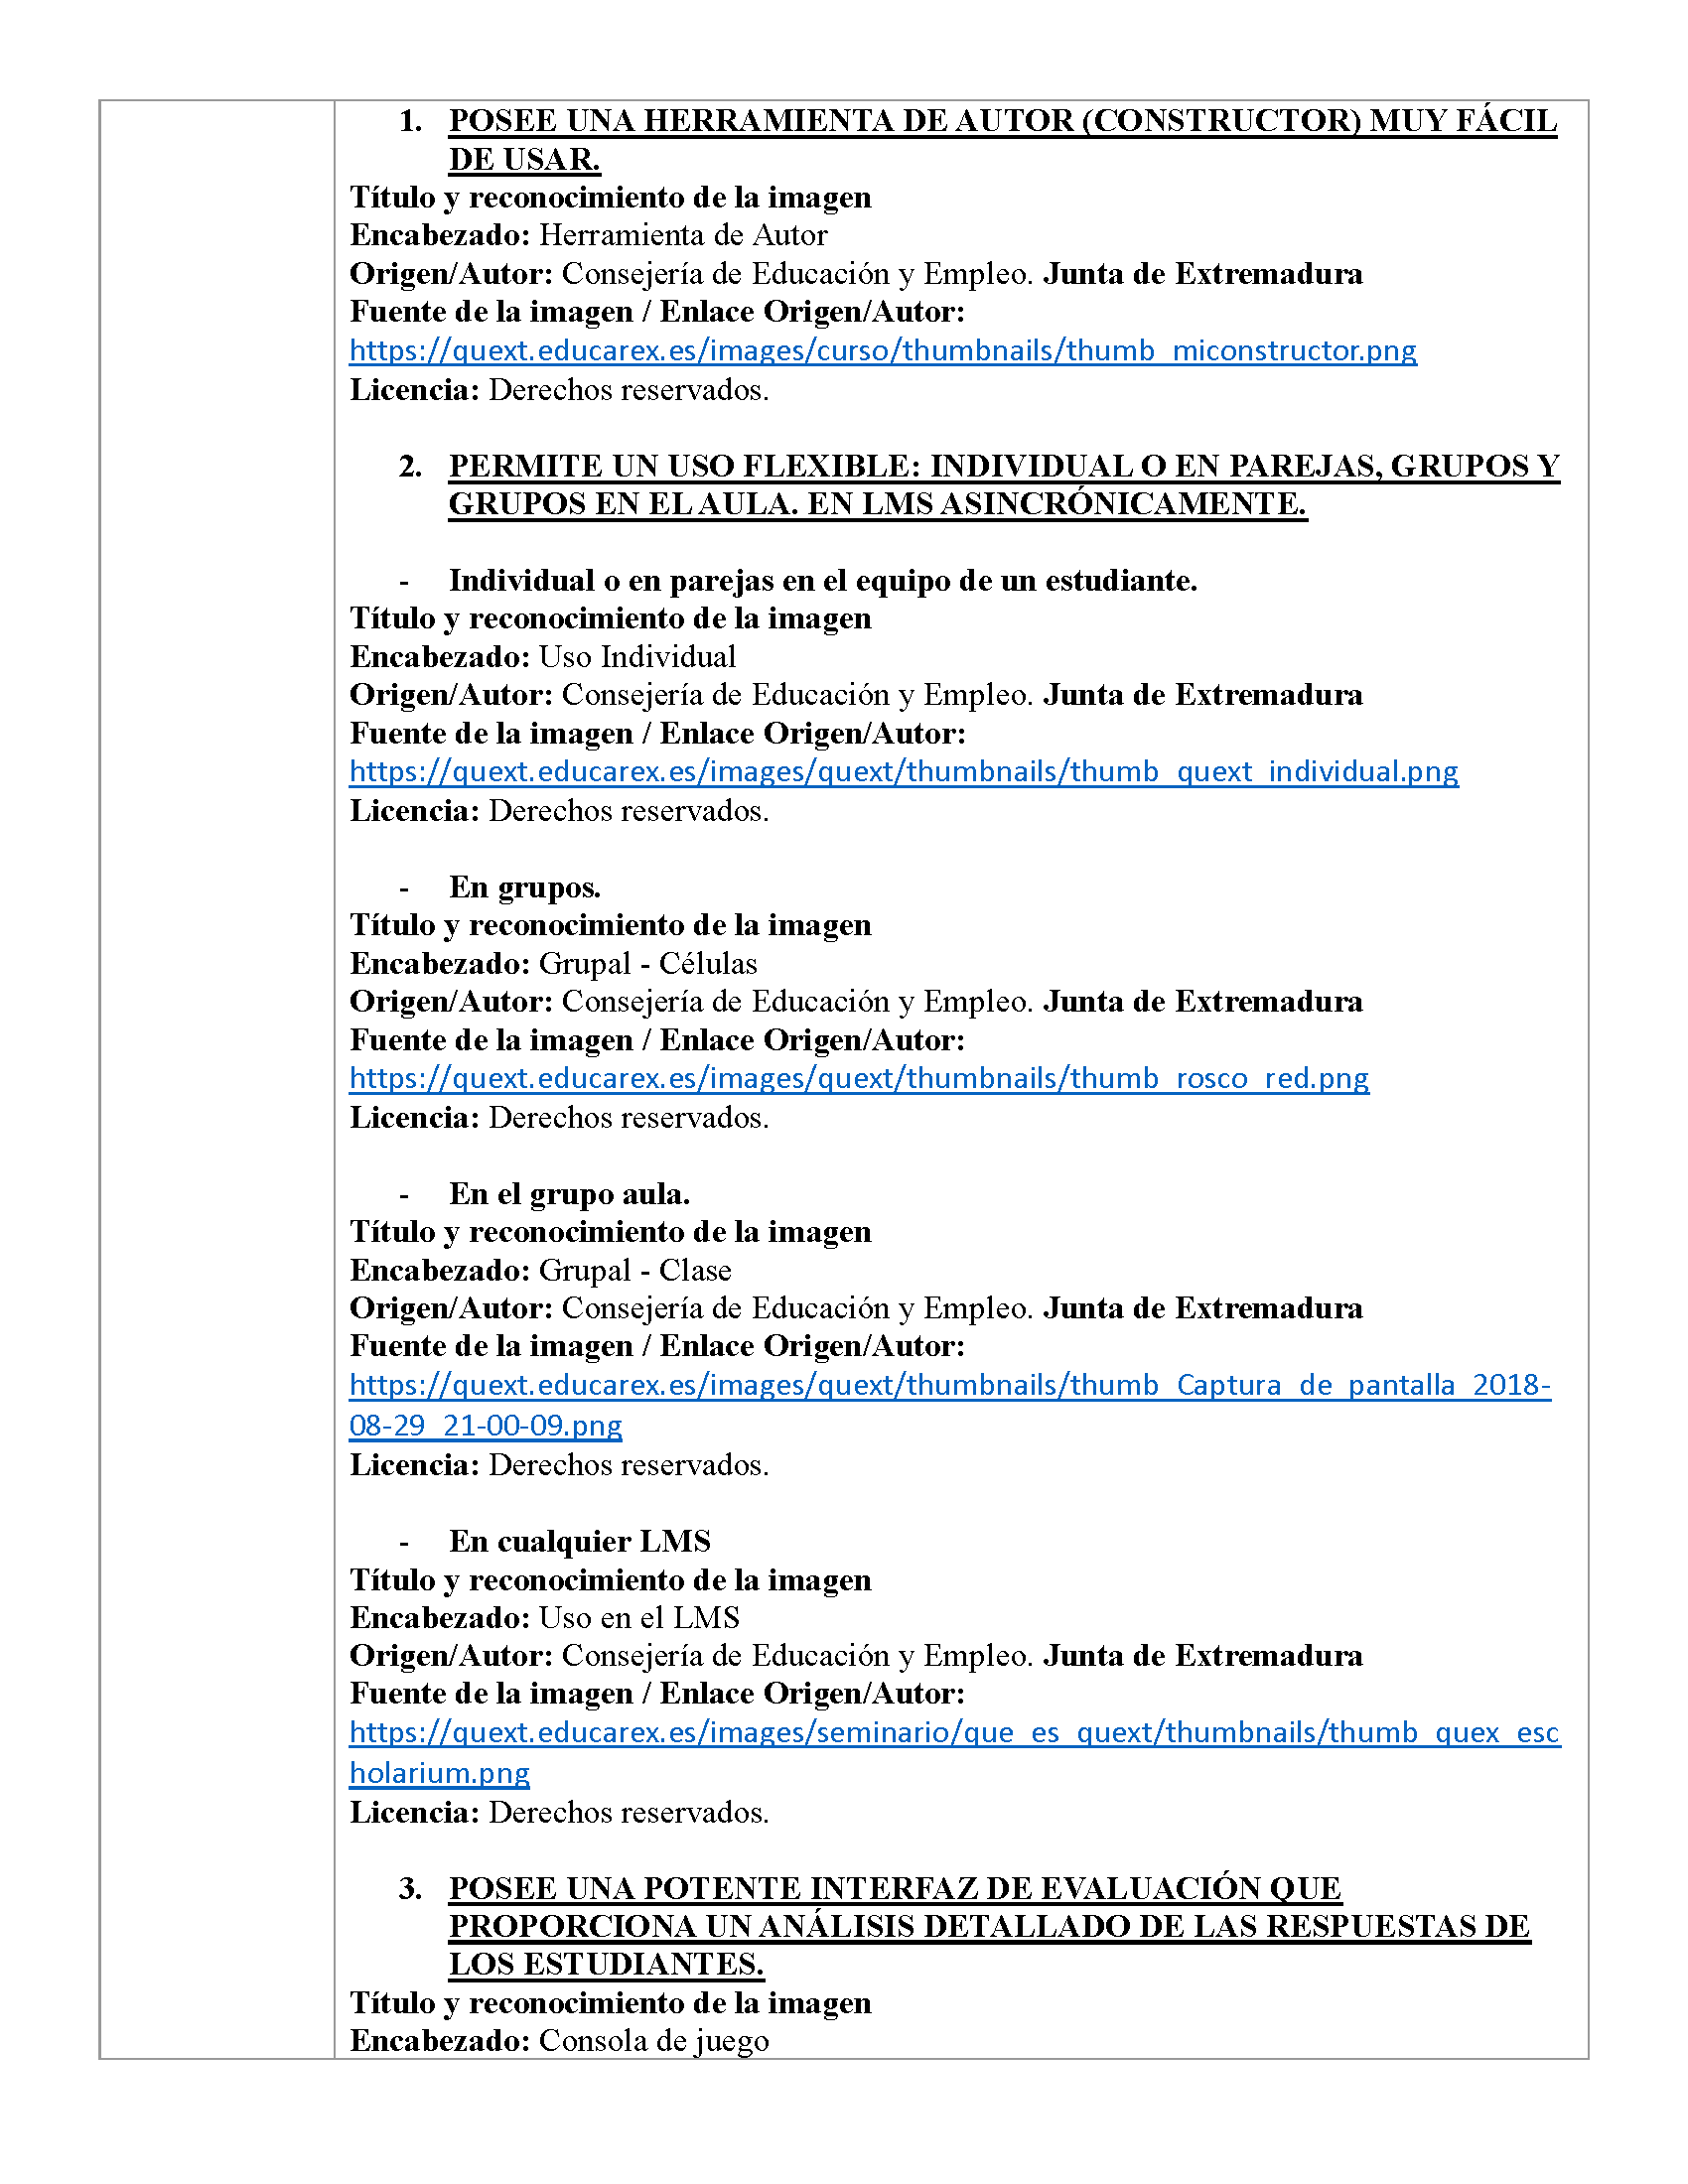 1. POSEE UNA HERRAMIENTA DE AUTOR (CONSTRUCTOR) MUY FÁCIL
DE USAR.
Título y reconocimiento de la imagen
Encabezado: Herramienta de Autor
Origen/Autor: Consejería de Educación y Empleo. Junta de Extremadura
Fuente de la imagen / Enlace Origen/Autor:
https://quext.educarex.es/images/curso/thumbnails/thumb_miconstructor.png
Licencia: Derechos reservados.
2. PERMITE UN USO FLEXIBLE: INDIVIDUAL O EN PAREJAS, GRUPOS Y
GRUPOS EN EL AULA. EN LMS ASINCRÓNICAMENTE.
- Individual o en parejas en el equipo de un estudiante.
Título y reconocimiento de la imagen
Encabezado: Uso Individual
Origen/Autor: Consejería de Educación y Empleo. Junta de Extremadura
Fuente de la imagen / Enlace Origen/Autor:
https://quext.educarex.es/images/quext/thumbnails/thumb_quext_individual.png
Licencia: Derechos reservados.
- En grupos.
Título y reconocimiento de la imagen
Encabezado: Grupal - Células
Origen/Autor: Consejería de Educación y Empleo. Junta de Extremadura
Fuente de la imagen / Enlace Origen/Autor:
https://quext.educarex.es/images/quext/thumbnails/thumb_rosco_red.png
Licencia: Derechos reservados.
- En el grupo aula.
Título y reconocimiento de la imagen
Encabezado: Grupal - Clase
Origen/Autor: Consejería de Educación y Empleo. Junta de Extremadura
Fuente de la imagen / Enlace Origen/Autor:
https://quext.educarex.es/images/quext/thumbnails/thumb_Captura_de_pantalla_2018-
08-29_21-00-09.png
Licencia: Derechos reservados.
- En cualquier LMS
Título y reconocimiento de la imagen
Encabezado: Uso en el LMS
Origen/Autor: Consejería de Educación y Empleo. Junta de Extremadura
Fuente de la imagen / Enlace Origen/Autor:
https://quext.educarex.es/images/seminario/que_es_quext/thumbnails/thumb_quex_esc
holarium.png
Licencia: Derechos reservados.
3. POSEE UNA POTENTE INTERFAZ DE EVALUACIÓN QUE
PROPORCIONA UN ANÁLISIS DETALLADO DE LAS RESPUESTAS DE
LOS ESTUDIANTES.
Título y reconocimiento de la imagen
Encabezado: Consola de juego